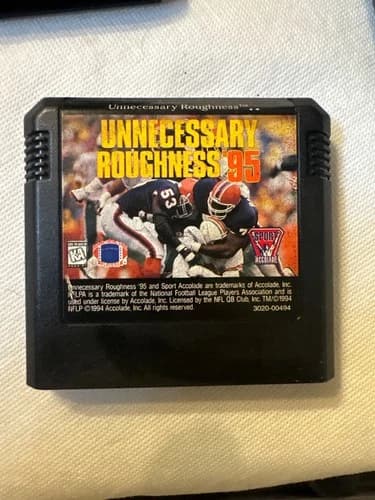 Unnecessary Roughness™
UNNECESSARY
ROUGHNESS '95
53
KA
SPORT
ACCOLADE
Unnecessary Roughness '95 and Sport Accolade are trademarks of Accolade, Inc.
NFLPA is a trademark of the National Football League Players Association and is
used under license by Accolade, Inc. Licensed by the NFL QB Club, Inc. TM/©1994
NFLP ©1994 Accolade, Inc. All rights reserved. 3020-00494